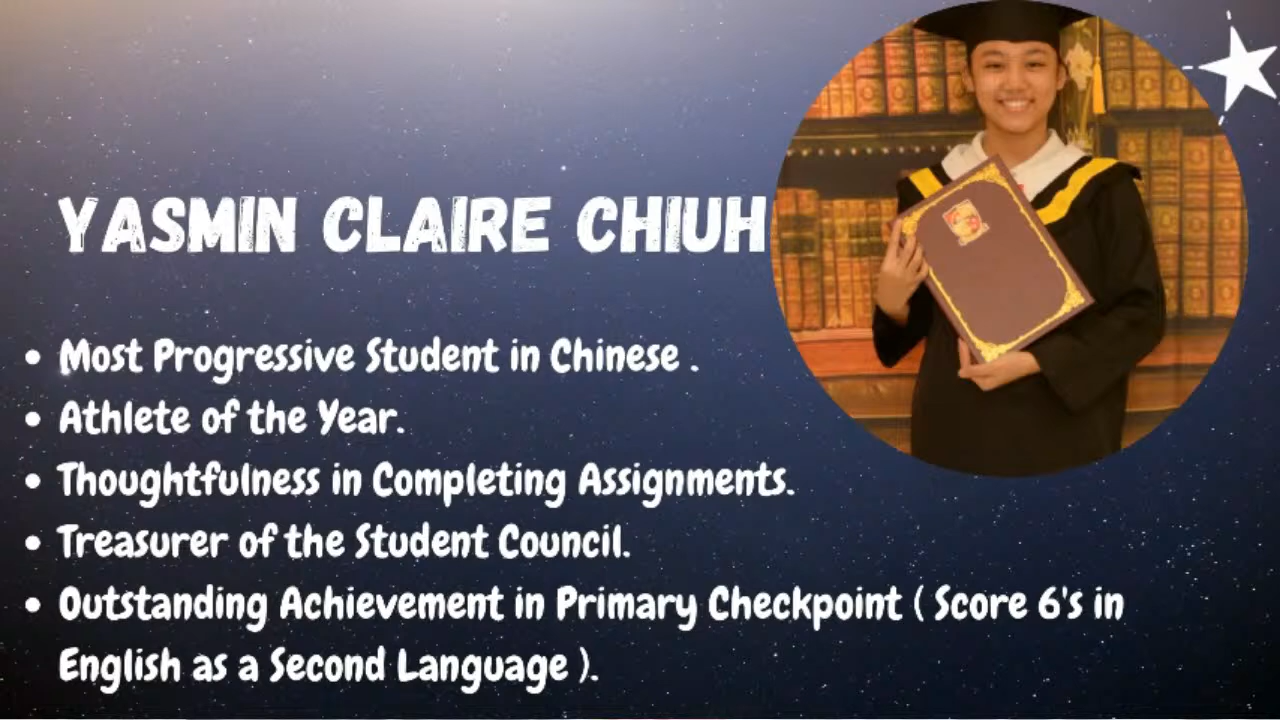 YASMIN CLAIRE CHIUH
• Most Progressive Student in Chinese .
• Athlete of the Year.
• Thoughtfulness in Completing Assignments.
• Treasurer of the Student Council.
• Outstanding Achievement in Primary Checkpoint ( Score 6's in
English as a Second Language ).